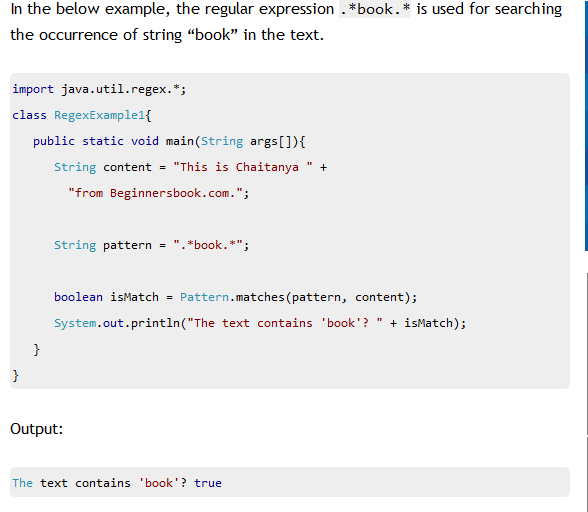 In the below example, the regular expression .*book.* is used for searching
the occurrence of string “book” in the text.
import java.util.regex.*;
class RegexExample1{
   public static void main(String args[]){
      String content = "This is Chaitanya " +
        "from Beginnersbook.com.";
      String pattern = ".*book.*";
      boolean isMatch = Pattern.matches(pattern, content);
      System.out.println("The text contains 'book'? " + isMatch);
   }
}
Output:
The text contains 'book'? true